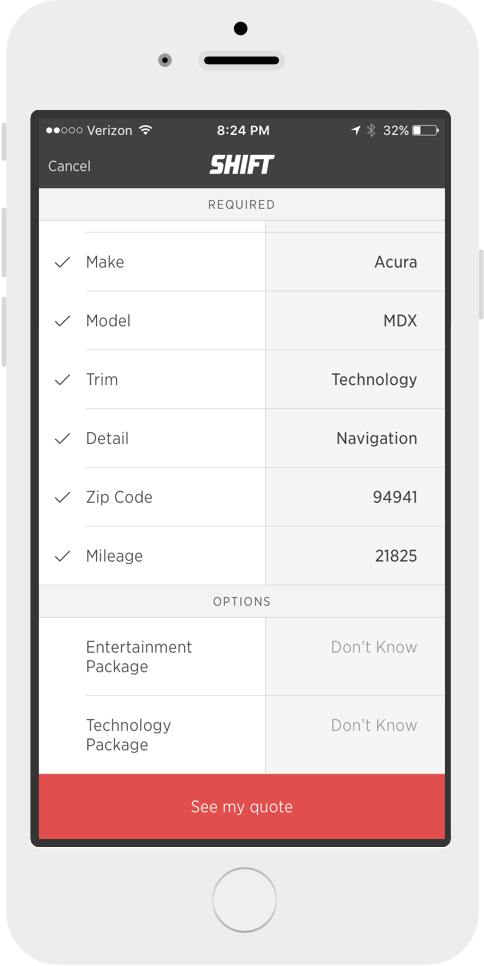 Verizon 8:24 PM 32%
Cancel SHIFT
REQUIRED
Make Acura
Model MDX
Trim Technology
Detail Navigation
Zip Code 94941
Mileage 21825
OPTIONS
Entertainment Package Don’t Know
Technology Package Don’t Know
See my quote